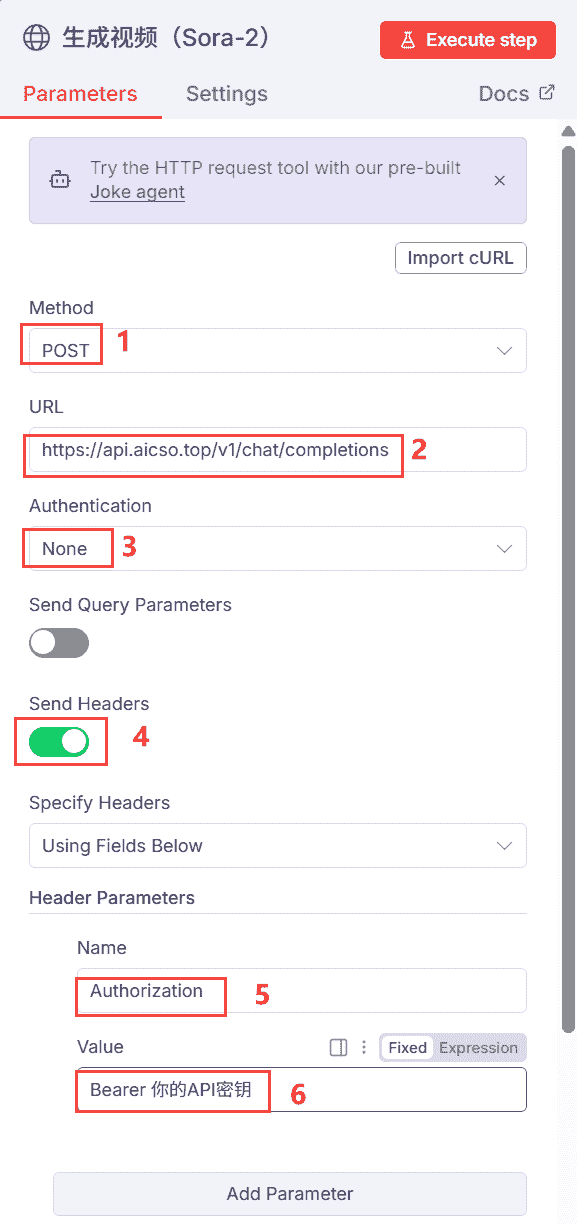 生成视频（Sora-2）
Execute step
Parameters
Settings
Docs
Try the HTTP request tool with our pre-built
Joke agent
Import cURL
Method
POST
1
URL
https://api.aicso.top/v1/chat/completions
2
Authentication
None
3
Send Query Parameters
Send Headers
4
Specify Headers
Using Fields Below
Header Parameters
Name
Authorization
5
Value
Fixed
Expression
Bearer 你的API密钥
6
Add Parameter